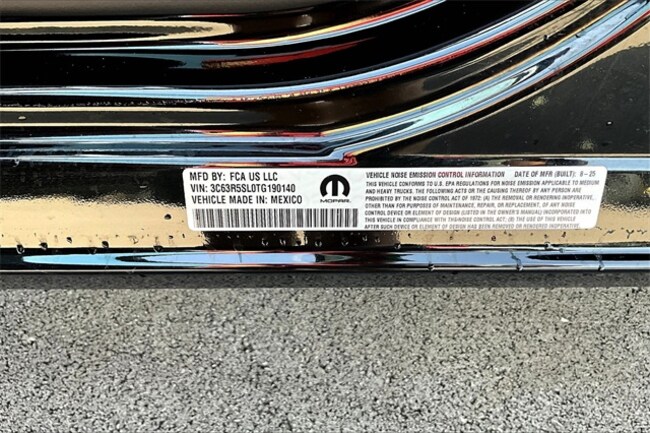 MFD BY: FCA US LLC
VIN: 3C63R5SL0TG190140
VEHICLE MADE IN: MEXICO
MOPAR
VEHICLE NOISE EMISSION CONTROL INFORMATION DATE OF MFR (BUILT): 8-25
THIS VEHICLE CONFORMS TO U.S. EPA REGULATIONS FOR NOISE EMISSION APPLICABLE TO MEDIUM
AND HEAVY TRUCKS. THE FOLLOWING ACTS OR THE CAUSING THEREOF BY ANY PERSON ARE
PROHIBITED BY THE NOISE CONTROL ACT OF 1972: (A) THE REMOVAL OR RENDERING INOPERATIVE,
OTHER THAN FOR PURPOSES OF MAINTENANCE, REPAIR, OR REPLACEMENT, OF ANY NOISE
CONTROL DEVICE OR ELEMENT OF DESIGN (LISTED IN THE OWNER'S MANUAL) INCORPORATED INTO
THIS VEHICLE IN COMPLIANCE WITH THE NOISE CONTROL ACT; (B) THE USE OF THIS VEHICLE
AFTER SUCH DEVICE OR ELEMENT OF DESIGN HAS BEEN REMOVED OR RENDERED INOPERATIVE.